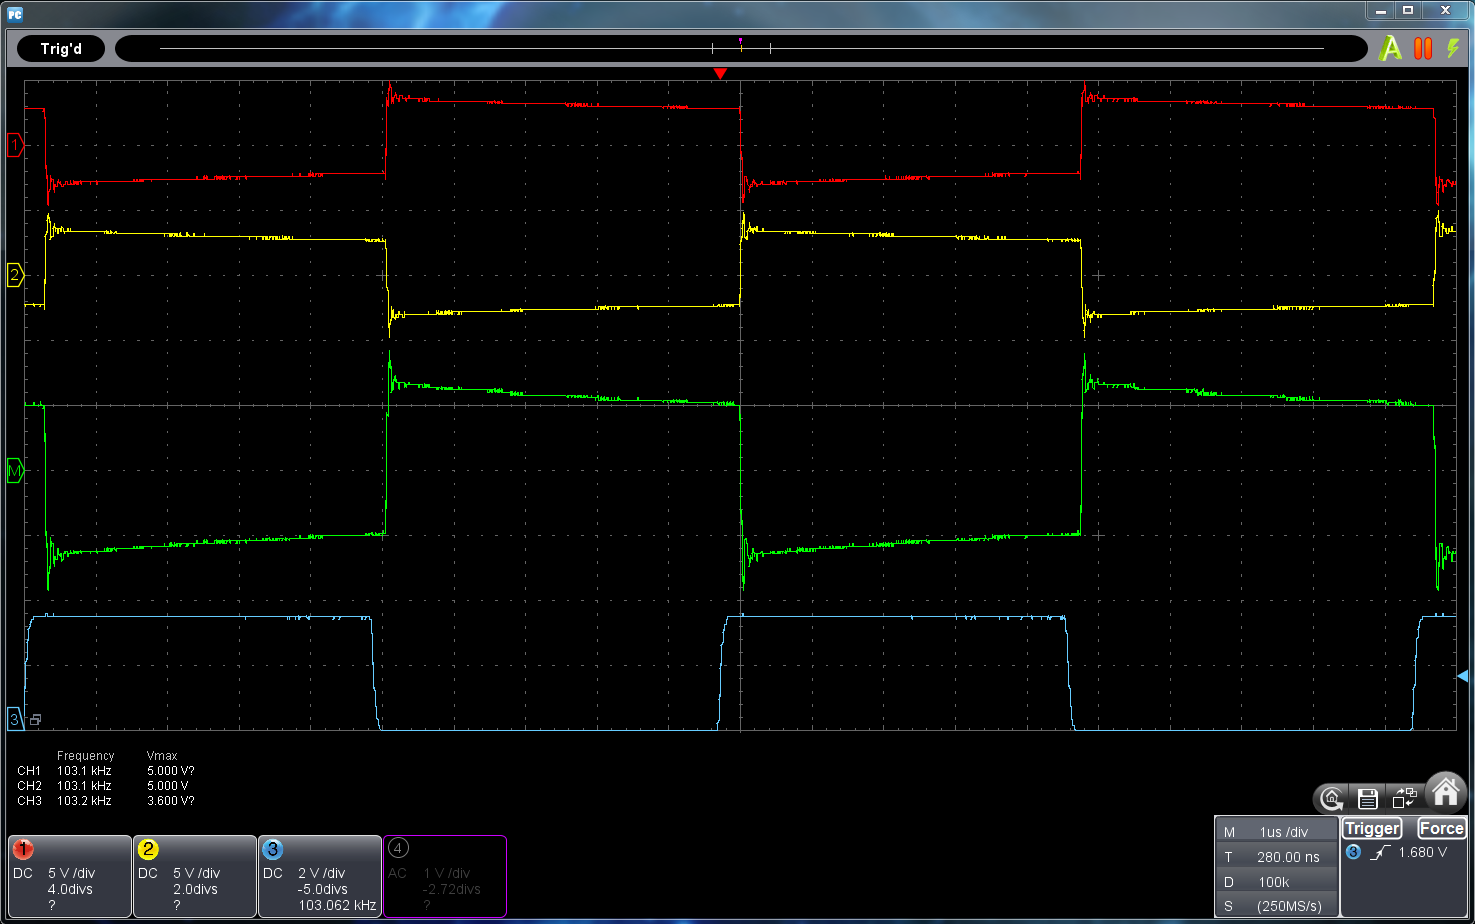 PC
Trig'd
A
1
2
M
3
Frequency Vmax
CH1 103.1 kHz 5.000 V?
CH2 103.1 kHz 5.000 V
CH3 103.2 kHz 3.600 V?
1 2 3 4
DC 5 V /div DC 5 V /div DC 2 V /div AC 1 V /div
4.0divs 2.0divs -5.0divs -2.72divs
? ? 103.062 kHz ?
M 1us /div
T 280.00 ns
D 100k
S (250MS/s)
Trigger Force
3 1.680 V